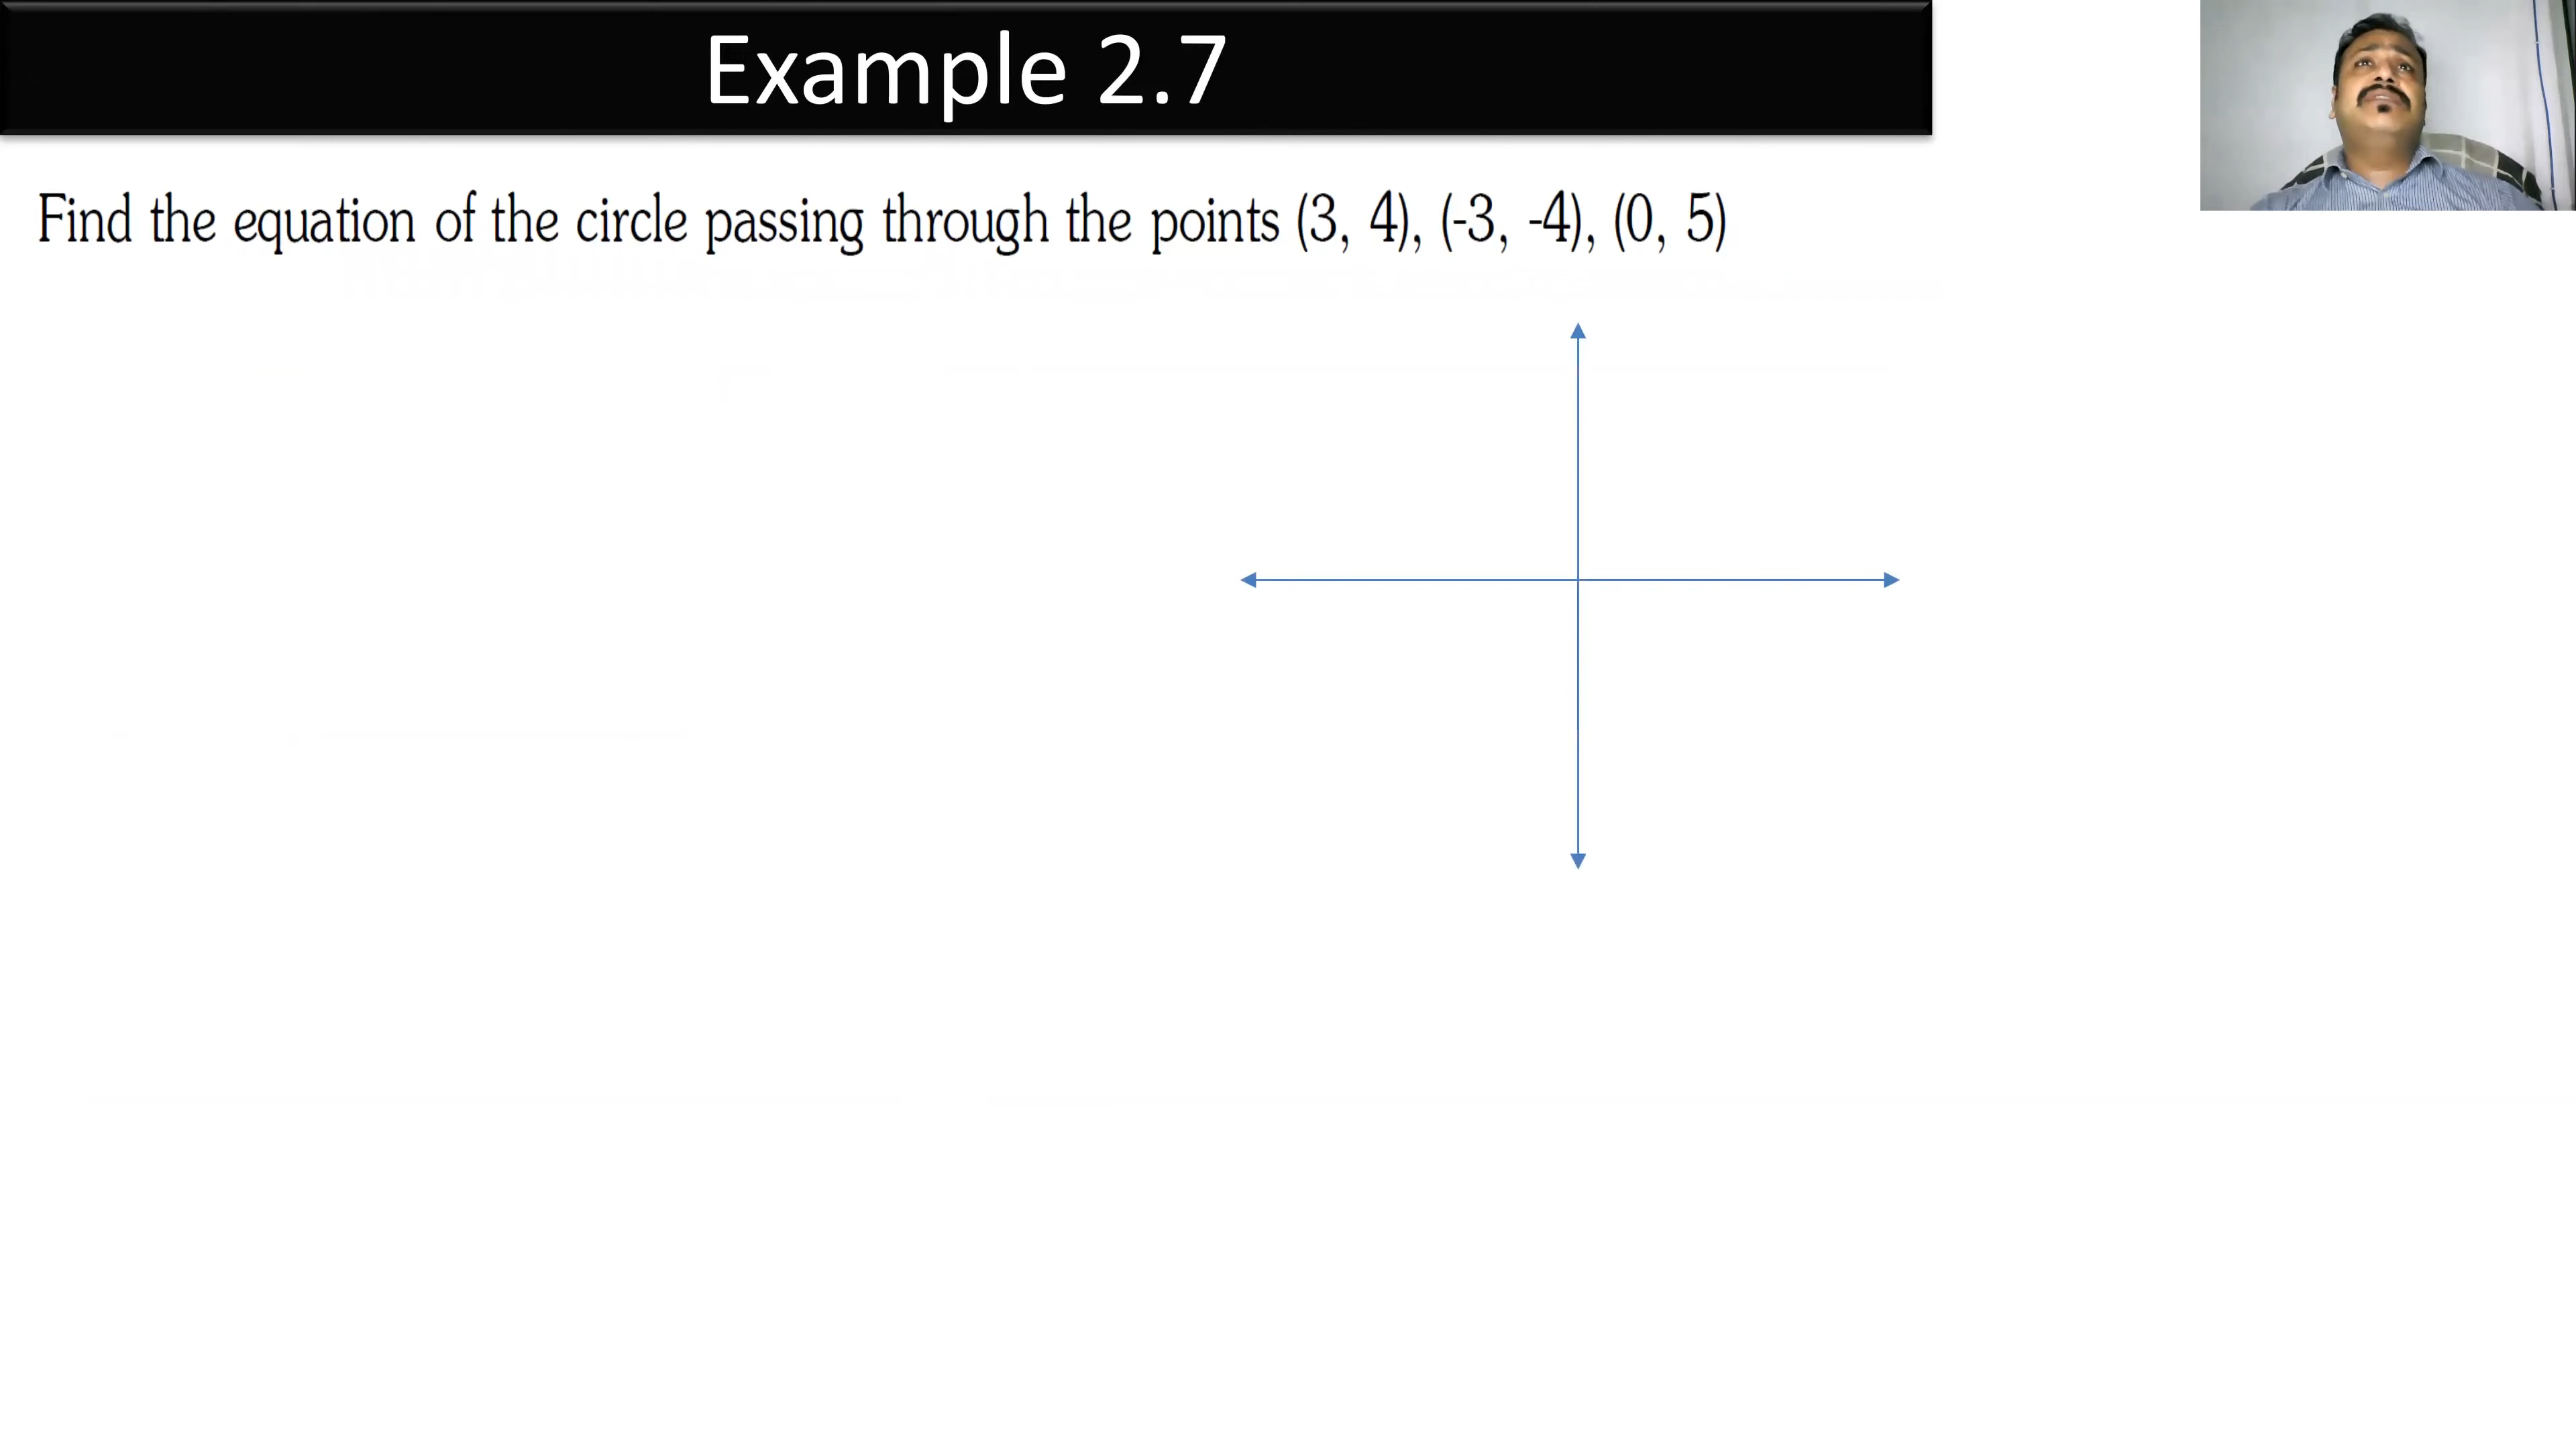 Example 2.7
Find the equation of the circle passing through the points (3, 4), (-3, -4), (0, 5)